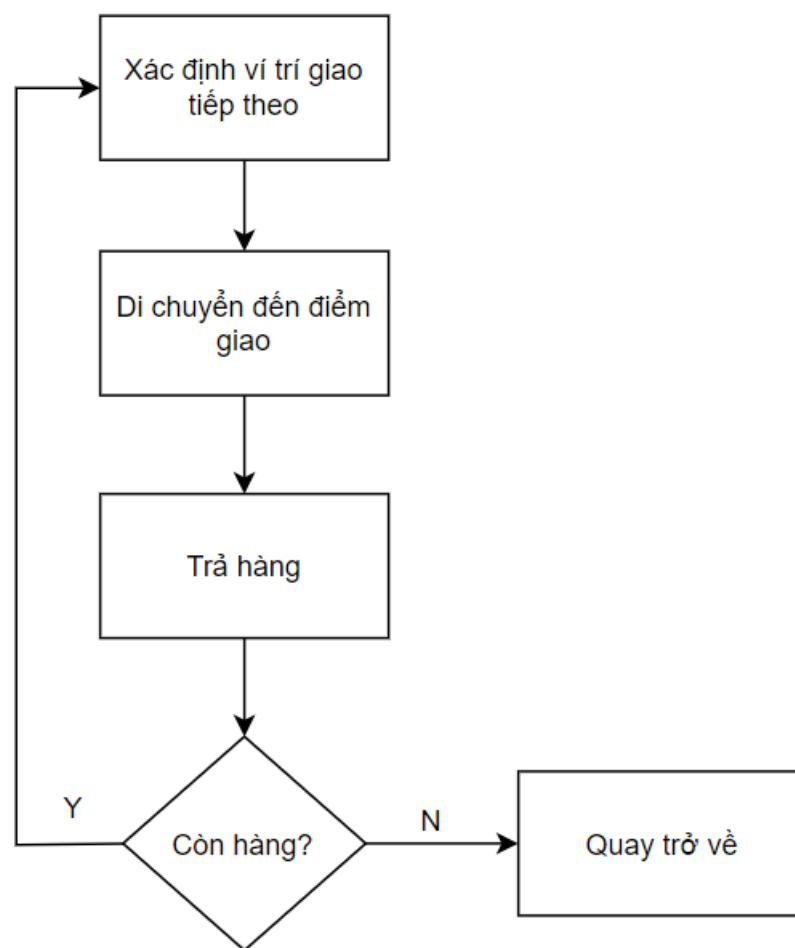 Xác định ví trí giao
tiếp theo
Di chuyển đến điểm
giao
Trả hàng
Y
Còn hàng?
N
Quay trở về